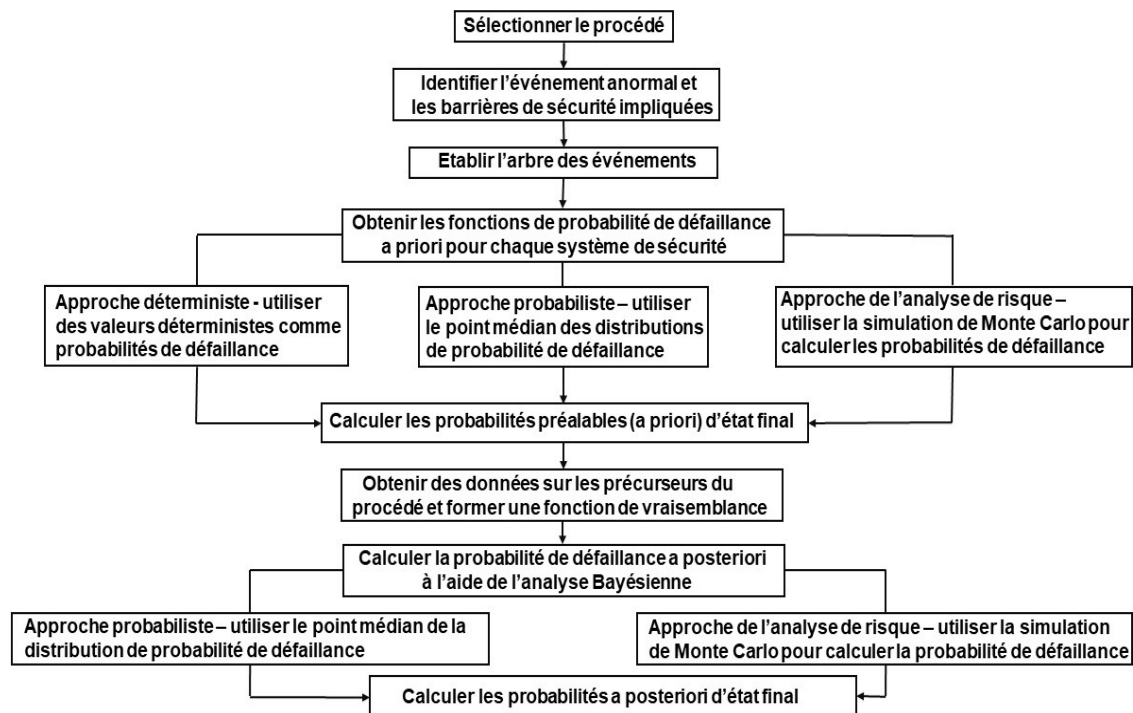 Sélectionner le procédé
Identifier l'événement anormal et
les barrières de sécurité impliquées
Etablir l'arbre des événements
Obtenir les fonctions de probabilité de défaillance
a priori pour chaque système de sécurité
Approche déterministe - utiliser
des valeurs déterministes comme
probabilités de défaillance
Approche probabiliste – utiliser
le point médian des distributions
de probabilité de défaillance
Approche de l'analyse de risque –
utiliser la simulation de Monte Carlo pour
calculer les probabilités de défaillance
Calculer les probabilités préalables (a priori) d'état final
Obtenir des données sur les précurseurs du
procédé et former une fonction de vraisemblance
Calculer la probabilité de défaillance a posteriori
à l'aide de l'analyse Bayésienne
Approche probabiliste – utiliser le point médian de la
distribution de probabilité de défaillance
Approche de l'analyse de risque – utiliser la simulation
de Monte Carlo pour calculer la probabilité de défaillance
Calculer les probabilités a posteriori d'état final